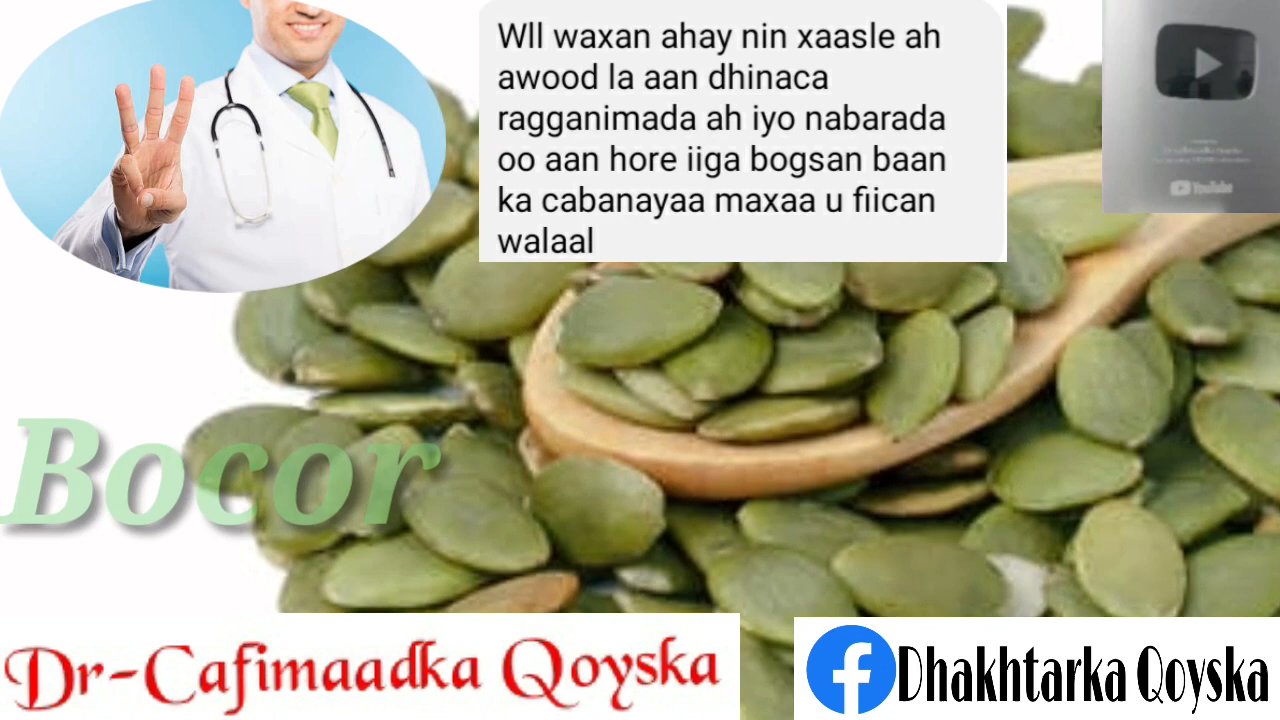 Wll waxan ahay nin xaasle ah
awood la aan dhinaca
ragganimada ah iyo nabarada
oo aan hore iiga bogsan baan
ka cabanayaa maxaa u fiican
walaal
YouTube
Bocor
Dr-Cafimaadka Qoyska
Dhakhtarka Qoyska